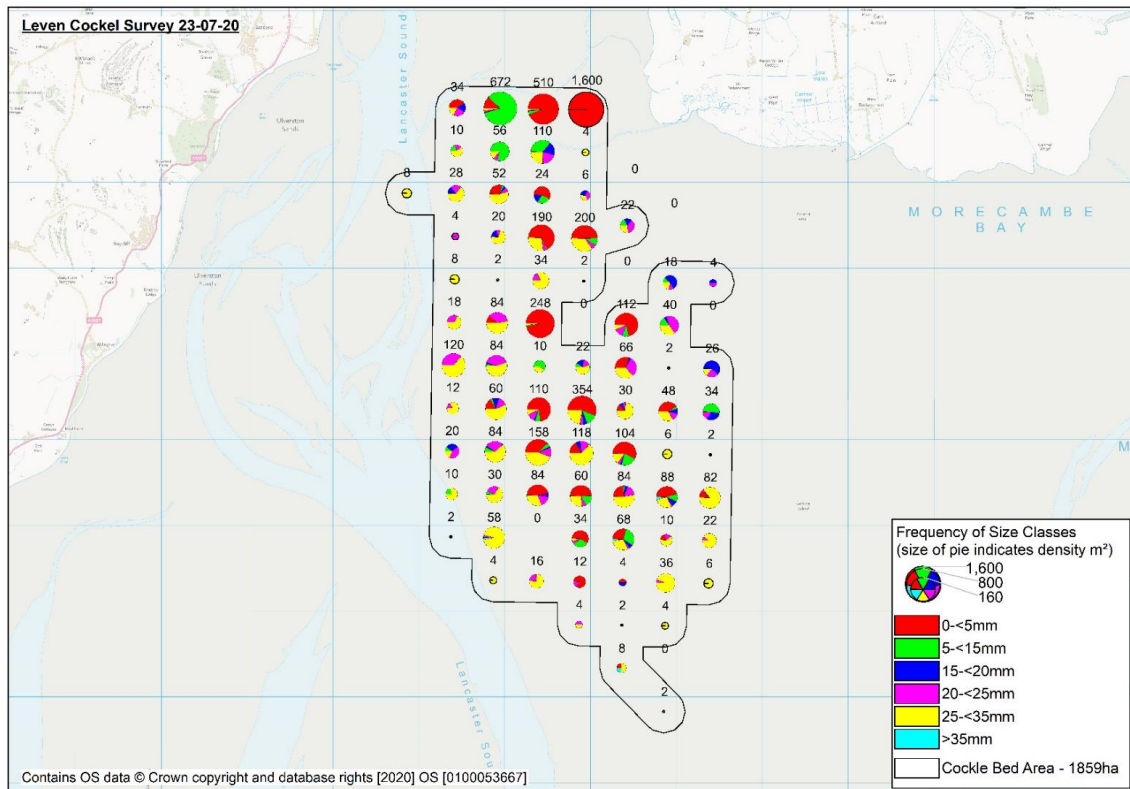 Leven Cockel Survey 23-07-20
Lancaster Sound
Ulverston
Sands
34 672 510 1,600
10 56 110 4
8 28 52 24 6 0
4 20 190 200 22 0
MORECAMBE
BAY
8 2 34 2 0 18 4
18 84 248 0 112 40 0
120 84 10 22 66 2 26
12 60 110 354 30 48 34
20 84 158 118 104 6 2
10 30 84 60 84 88 82
2 58 0 34 68 10 22
4 16 12 4 36 6
4 2 4
8 0
2
Frequency of Size Classes
(size of pie indicates density m²)
1,600
800
160
0-<5mm
5-<15mm
15-<20mm
20-<25mm
25-<35mm
>35mm
Cockle Bed Area - 1859ha
Lancaster Sou
M
Contains OS data © Crown copyright and database rights [2020] OS [0100053667]